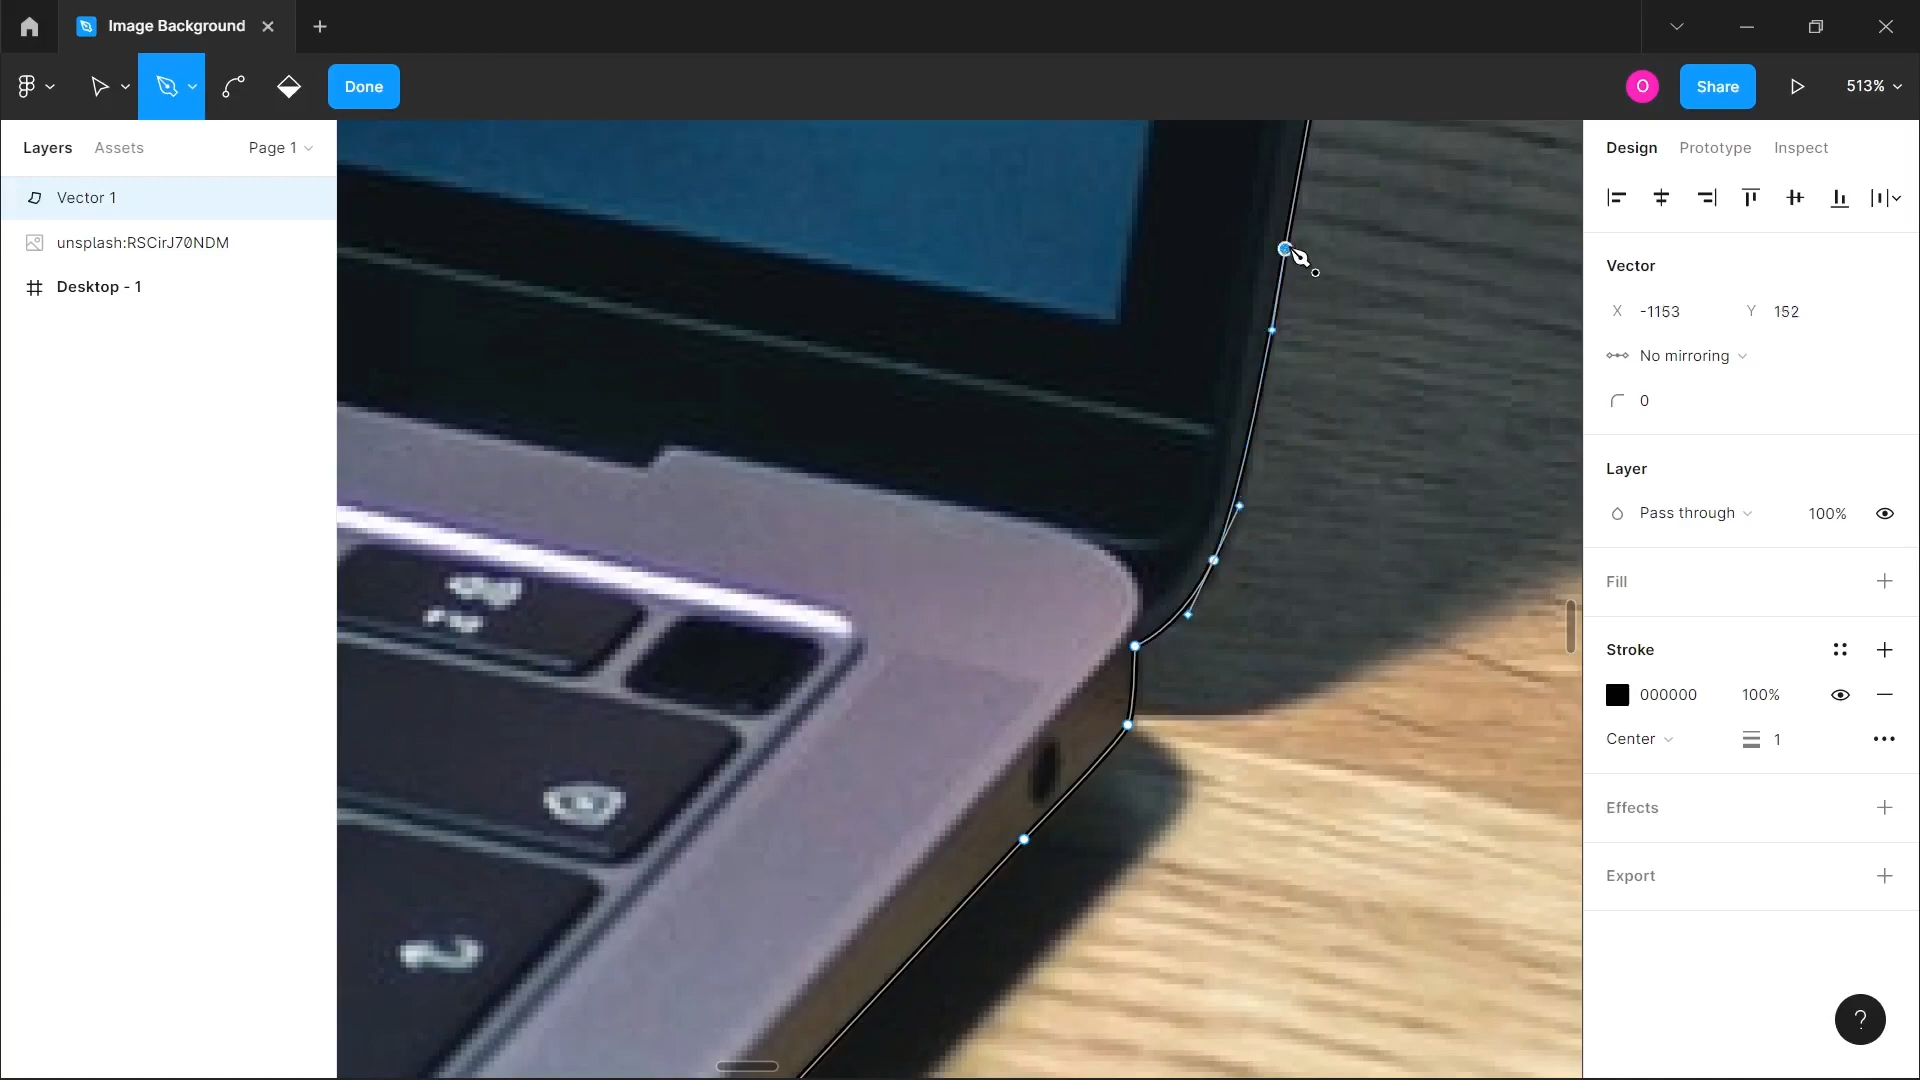 Image Background
Done
O
Share
513%
Layers
Assets
Page 1
Design
Prototype
Inspect
Vector 1
unsplash:RSCirJ70NDM
Desktop - 1
Vector
X
-1153
Y
152
No mirroring
0
Layer
Pass through
100%
Fill
Stroke
000000
100%
Center
1
Effects
Export
?